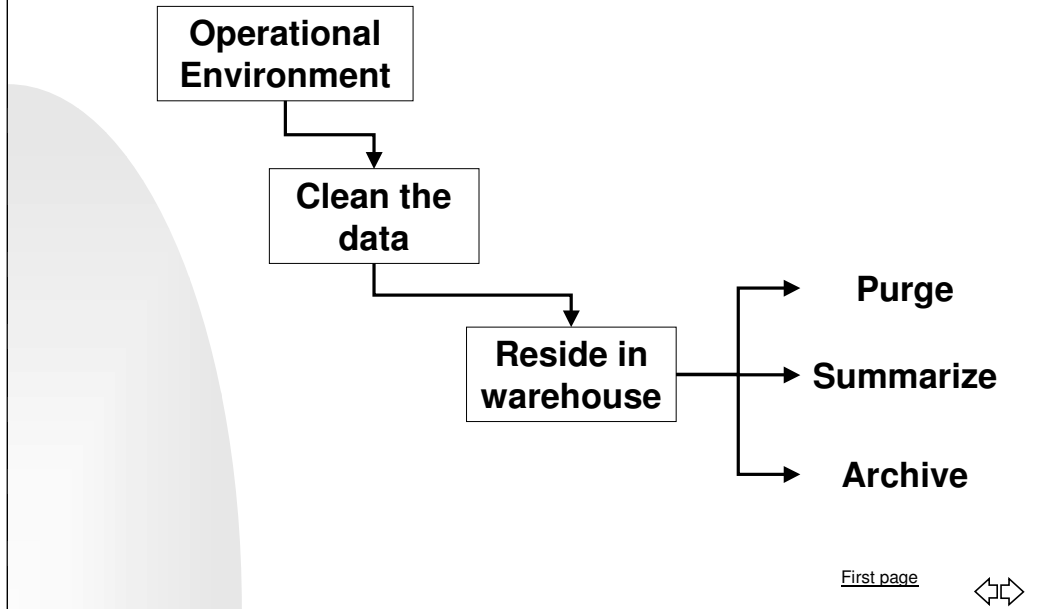 Operational
Environment
Clean the
data
Reside in
warehouse
Purge
Summarize
Archive
First page